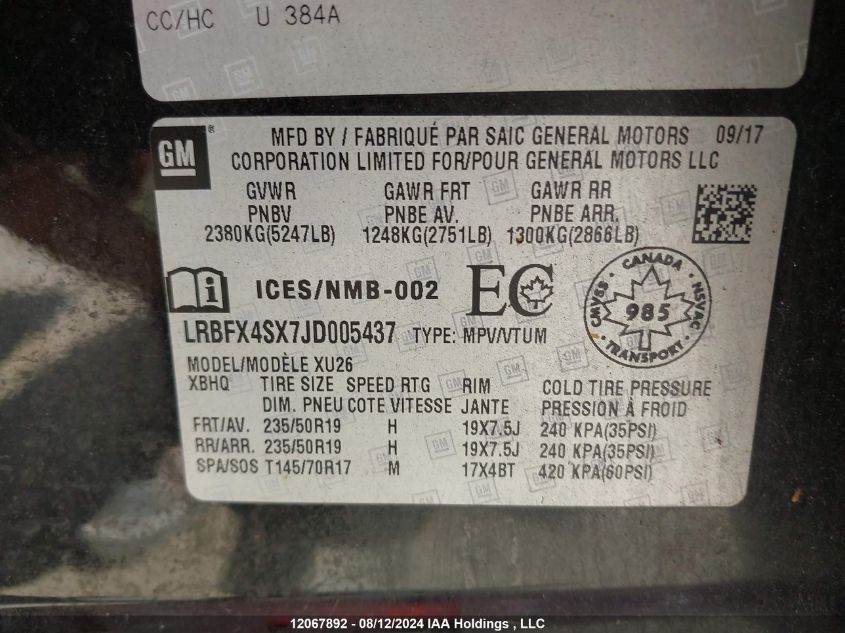 CC/HC U 384A
GM ® MFD BY / FABRIQUÉ PAR SAIC GENERAL MOTORS 09/17
CORPORATION LIMITED FOR/POUR GENERAL MOTORS LLC
GVWR GAWR FRT GAWR RR
PNBV PNBE AV. PNBE ARR.
2380KG(5247LB) 1248KG(2751LB) 1300KG(2866LB)
ICES/NMB-002 EC
CANADA
CMVSS 985 NSVAC
TRANSPORT
LRBFX4SX7JD005437 TYPE: MPV/VTUM
MODEL/MODÈLE XU26
XBHQ TIRE SIZE SPEED RTG RIM COLD TIRE PRESSURE
DIM. PNEU COTE VITESSE JANTE PRESSION À FROID
FRT/AV. 235/50R19 H 19X7.5J 240 KPA(35PSI)
RR/ARR. 235/50R19 H 19X7.5J 240 KPA(35PSI)
SPA/SOS T145/70R17 M 17X4BT 420 KPA(60PSI)
12067892 - 08/12/2024 IAA Holdings , LLC